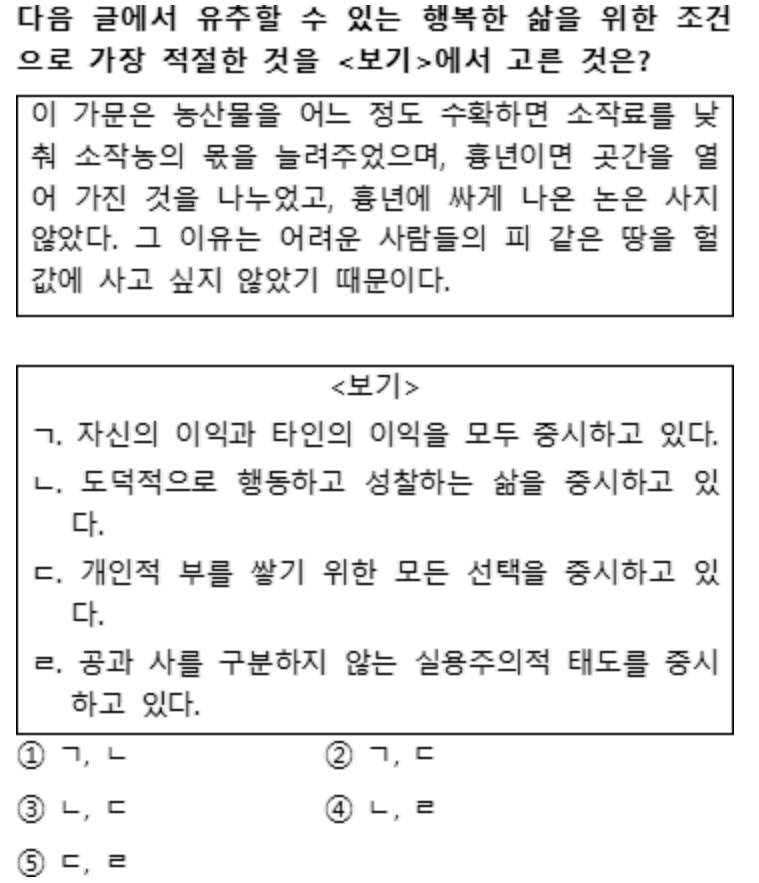 다음 글에서 유추할 수 있는 행복한 삶을 위한 조건
으로 가장 적절한 것을 <보기>에서 고른 것은?
이 가문은 농산물을 어느 정도 수확하면 소작료를 낮
춰 소작농의 몫을 늘려주었으며, 흉년이면 곳간을 열
어 가진 것을 나누었고, 흉년에 싸게 나온 논은 사지
않았다. 그 이유는 어려운 사람들의 피 같은 땅을 헐
값에 사고 싶지 않았기 때문이다.
<보기>
ㄱ. 자신의 이익과 타인의 이익을 모두 중시하고 있다.
ㄴ. 도덕적으로 행동하고 성찰하는 삶을 중시하고 있
다.
ㄷ. 개인적 부를 쌓기 위한 모든 선택을 중시하고 있
다.
ㄹ. 공과 사를 구분하지 않는 실용주의적 태도를 중시
하고 있다.
① ㄱ, ㄴ ② ㄱ, ㄷ
③ ㄴ, ㄷ ④ ㄴ, ㄹ
⑤ ㄷ, ㄹ